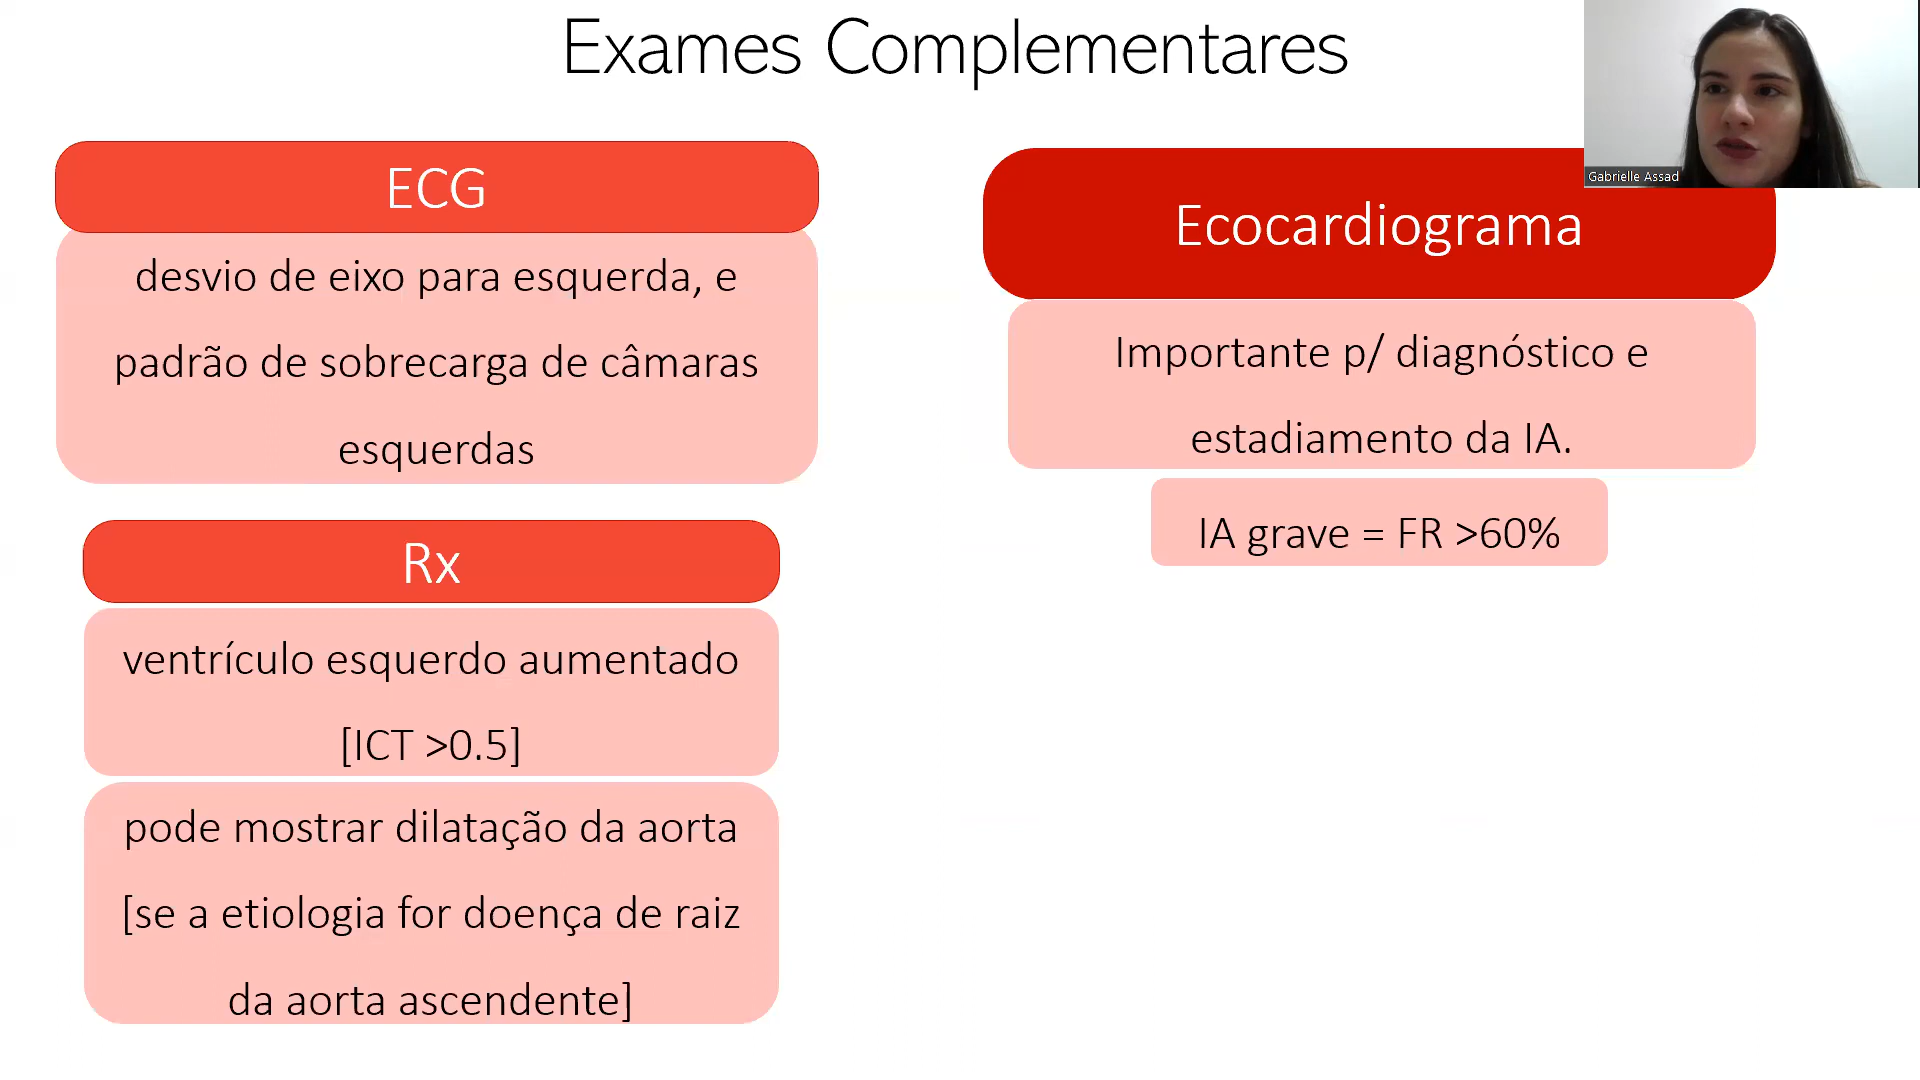 Exames Complementares
ECG
desvio de eixo para esquerda, e
padrão de sobrecarga de câmaras
esquerdas
Rx
ventrículo esquerdo aumentado
[ICT >0.5]
pode mostrar dilatação da aorta
[se a etiologia for doença de raiz
da aorta ascendente]
Ecocardiograma
Importante p/ diagnóstico e
estadiamento da IA.
IA grave = FR >60%
Gabrielle Assad